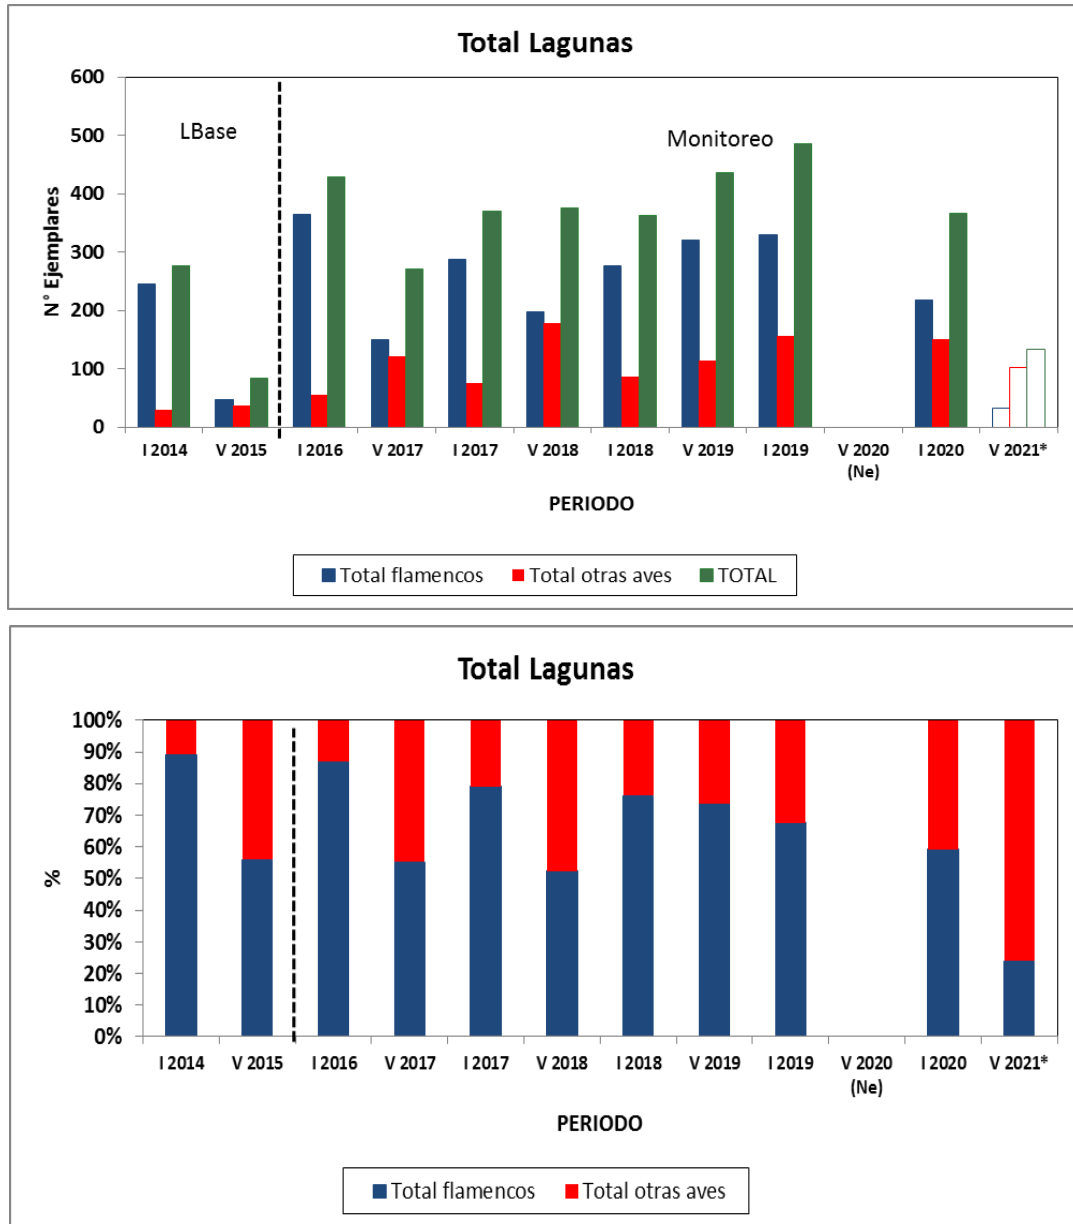 Total Lagunas
600
500
400
300
200
100
0
N° Ejemplares
LBase
Monitoreo
I 2014 V 2015 I 2016 V 2017 I 2017 V 2018 I 2018 V 2019 I 2019 V 2020 (Ne) I 2020 V 2021*
PERIODO
Total flamencos Total otras aves TOTAL
Total Lagunas
100%
90%
80%
70%
60%
50%
40%
30%
20%
10%
0%
%
I 2014 V 2015 I 2016 V 2017 I 2017 V 2018 I 2018 V 2019 I 2019 V 2020 (Ne) I 2020 V 2021*
PERIODO
Total flamencos Total otras aves